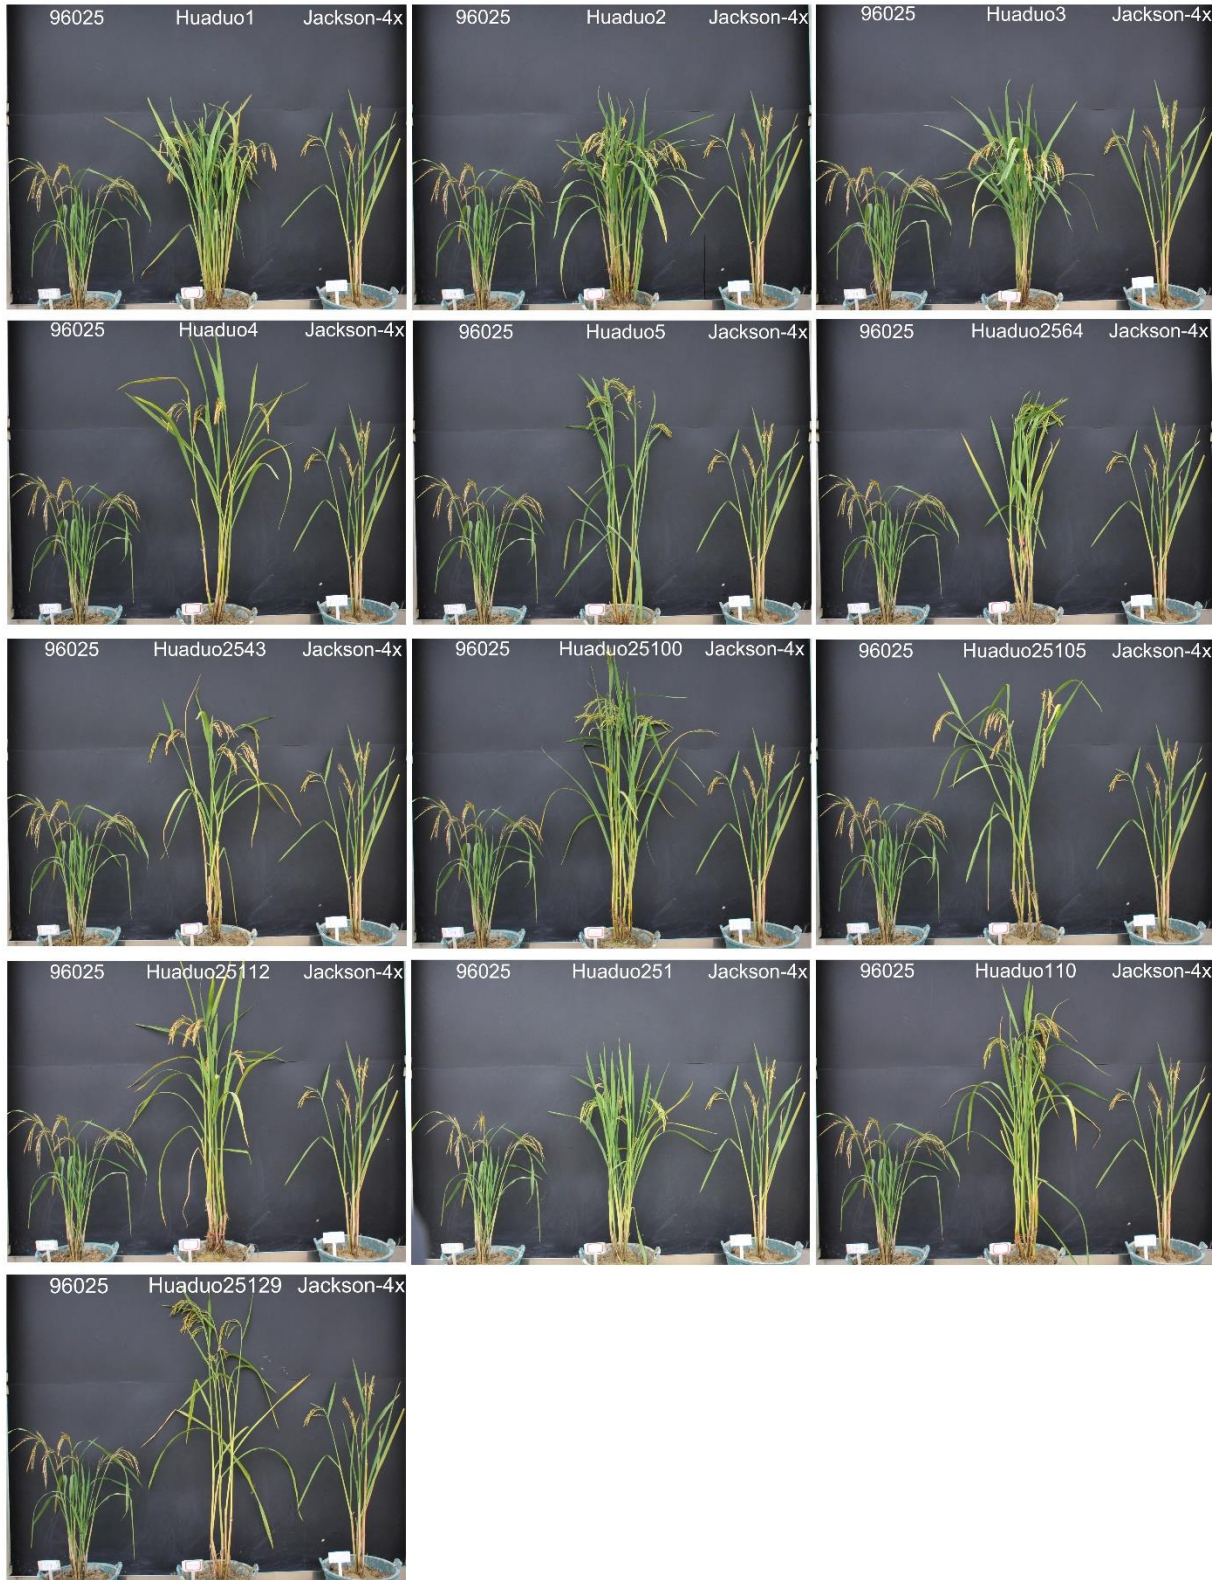 96025 Huaduo1 Jackson-4x
96025 Huaduo2 Jackson-4x
96025 Huaduo3 Jackson-4x
96025 Huaduo4 Jackson-4x
96025 Huaduo5 Jackson-4x
96025 Huaduo2564 Jackson-4x
96025 Huaduo2543 Jackson-4x
96025 Huaduo25100 Jackson-4x
96025 Huaduo25105 Jackson-4x
96025 Huaduo25112 Jackson-4x
96025 Huaduo251 Jackson-4x
96025 Huaduo110 Jackson-4x
96025 Huaduo25129 Jackson-4x